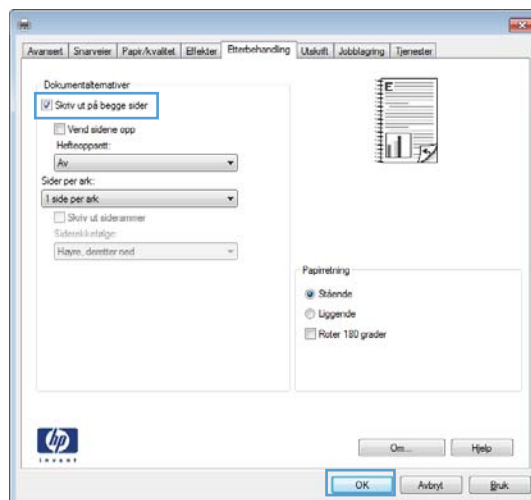 Avansert Snarveier Papir/kvalitet Effekter Etterbehandling Utskrift Jobblagring Tjenester
Dokumentalternativer
Skriv ut på begge sider
Vend sidene opp
Hefteoppsett:
Av
Sider per ark:
1 side per ark
Skriv ut siderammer
Siderekkefølge:
Høyre, deretter ned
E
Papirretning
Stående
Liggende
Roter 180 grader
hp
invent
Om... Hjelp
OK Avbryt Bruk